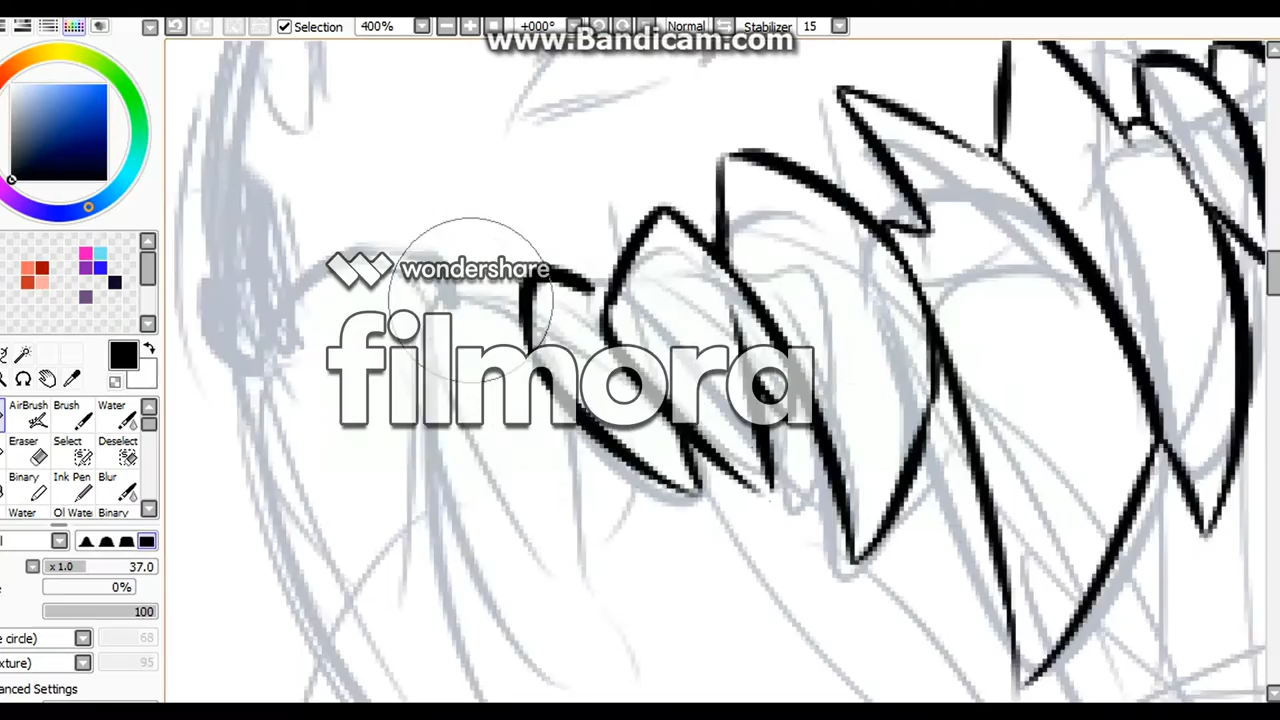 Selection 400% +000° Normal Stabilizer 15
www.Bandicam.com
wondershare
filmora
AirBrush Brush Water
Eraser Select Deselect
Binary Ink Pen Blur
Water Ol Wate Binary
x 1.0 37.0
0%
100
e circle) 68
xture) 95
anced Settings